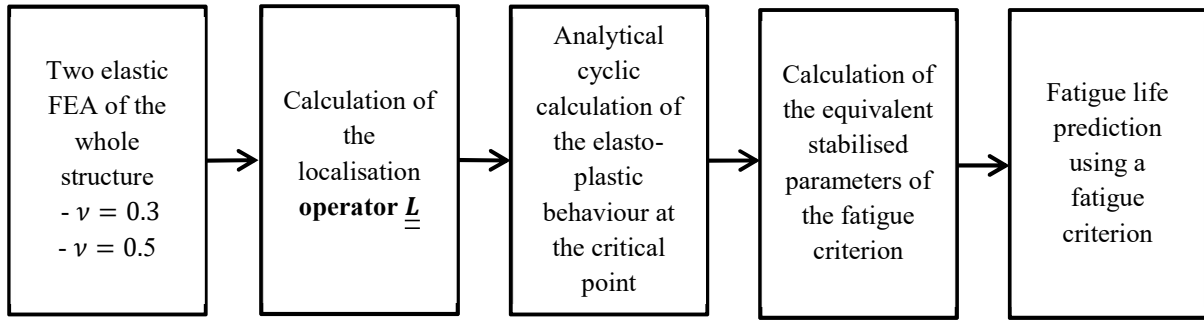 Two elastic
FEA of the
whole
structure
- ν = 0.3
- ν = 0.5
Calculation of
the
localisation
operator L
Analytical
cyclic
calculation of
the elasto-
plastic
behaviour at
the critical
point
Calculation of
the equivalent
stabilised
parameters of
the fatigue
criterion
Fatigue life
prediction
using a
fatigue
criterion